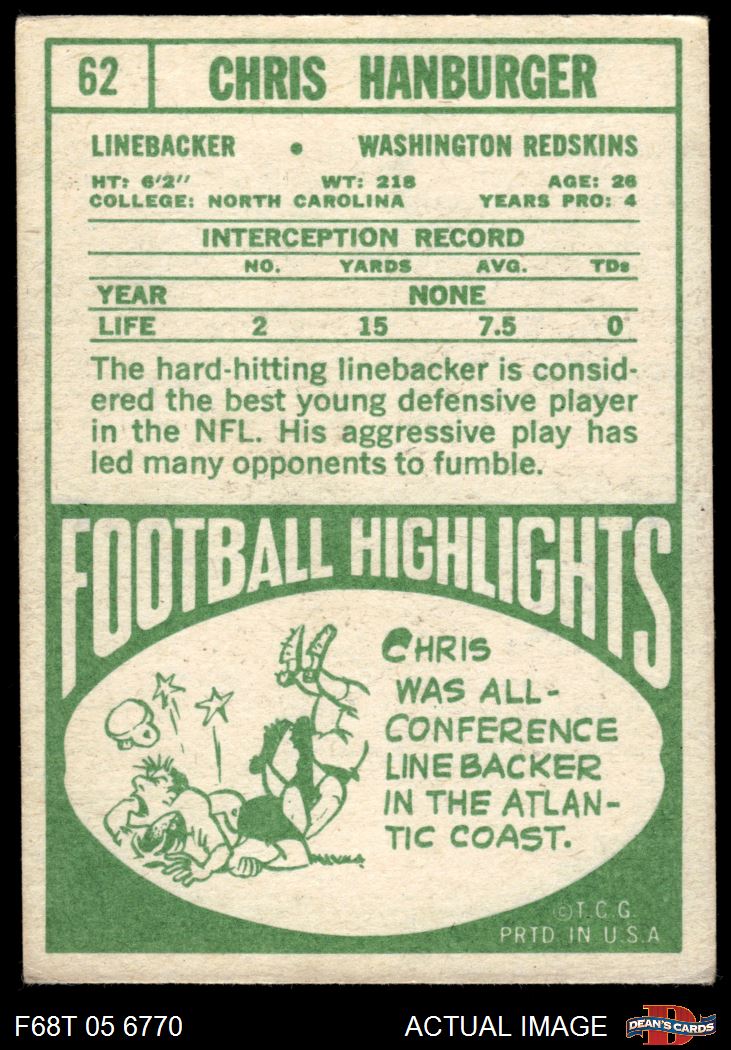 62 CHRIS HANBURGER
LINEBACKER • WASHINGTON REDSKINS
HT: 6'2" WT: 218 AGE: 26
COLLEGE: NORTH CAROLINA YEARS PRO: 4
INTERCEPTION RECORD
NO. YARDS AVG. TDs
YEAR NONE
LIFE 2 15 7.5 0
The hard-hitting linebacker is consid-
ered the best young defensive player
in the NFL. His aggressive play has
led many opponents to fumble.
FOOTBALL HIGHLIGHTS
CHRIS
WAS ALL-
CONFERENCE
LINEBACKER
IN THE ATLAN-
TIC COAST.
©T.C.G.
PRTD IN U.S.A
F68T 05 6770 ACTUAL IMAGE D DEAN'S CARDS